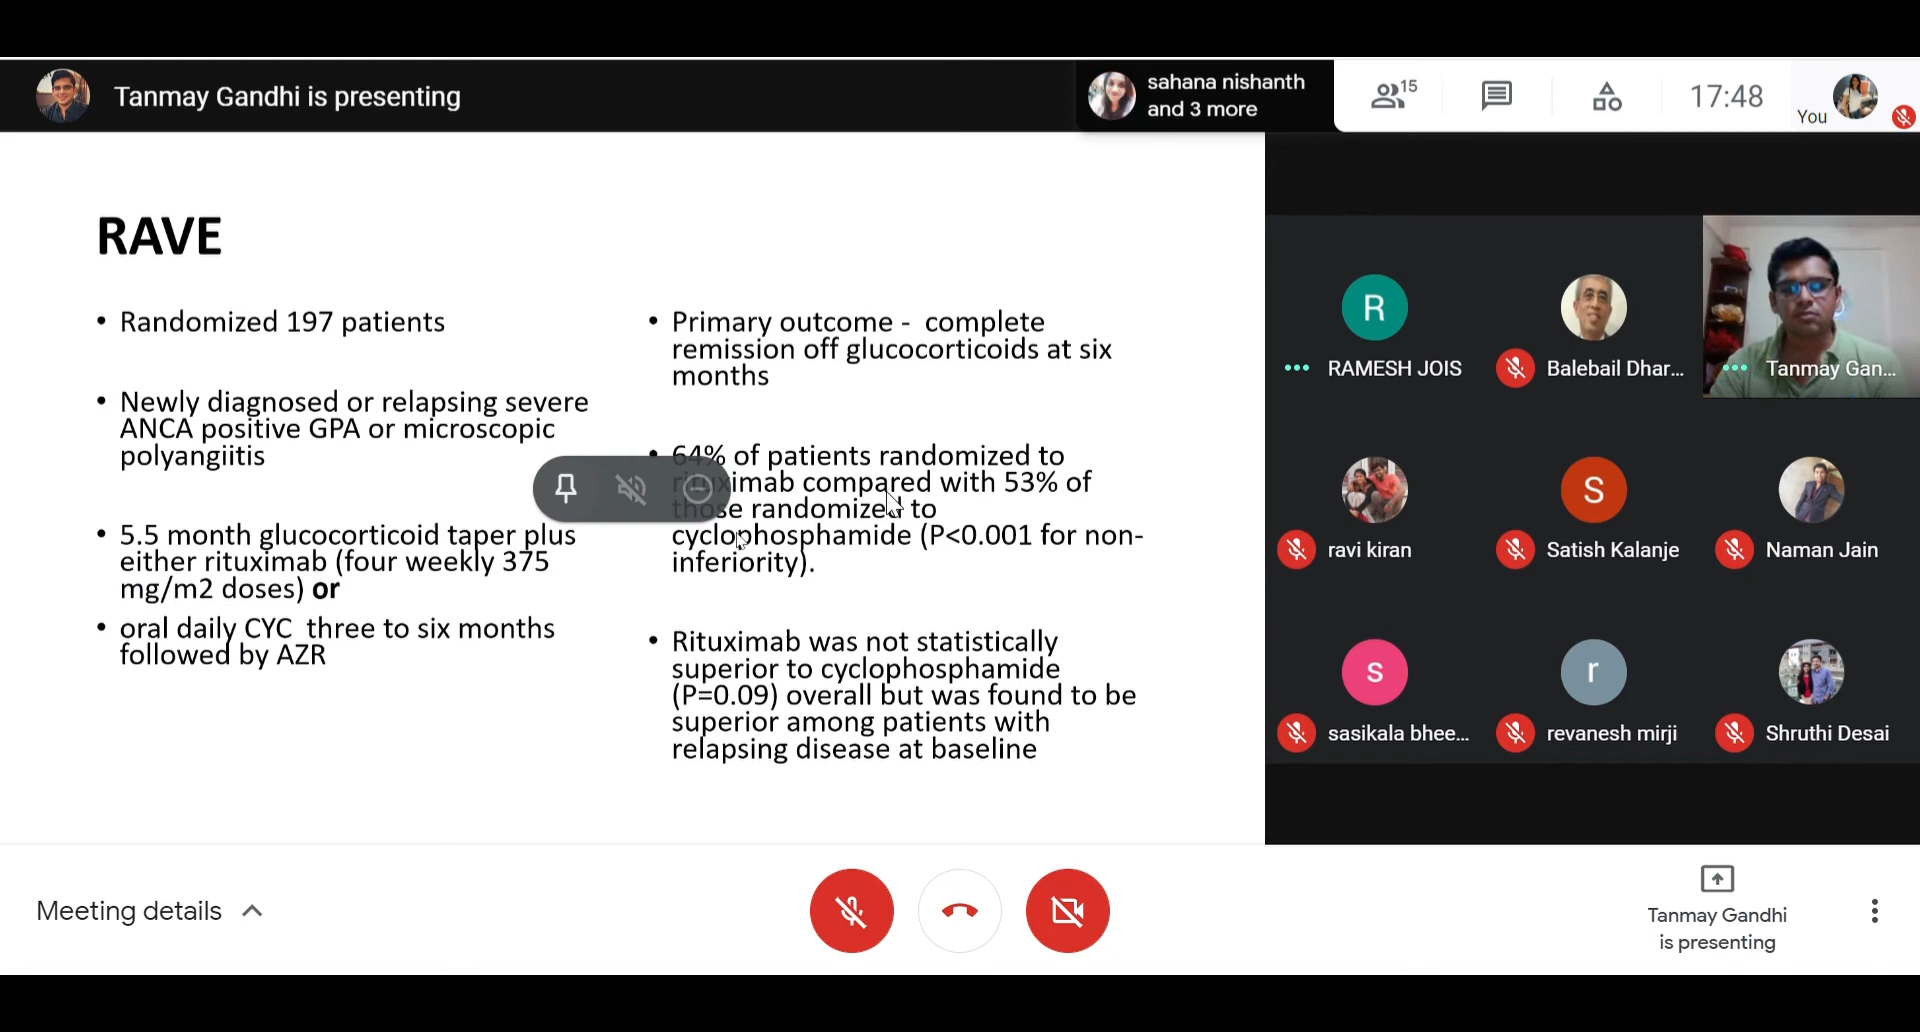 Tanmay Gandhi is presenting
sahana nishanth
and 3 more
15
17:48
You
RAVE
• Randomized 197 patients
• Newly diagnosed or relapsing severe
ANCA positive GPA or microscopic
polyangiitis
• 5.5 month glucocorticoid taper plus
either rituximab (four weekly 375
mg/m2 doses) or
• oral daily CYC three to six months
followed by AZR
• Primary outcome - complete
remission off glucocorticoids at six
months
• 64% of patients randomized to
rituximab compared with 53% of
those randomized to
cyclophosphamide (P<0.001 for non-
inferiority).
• Rituximab was not statistically
superior to cyclophosphamide
(P=0.09) overall but was found to be
superior among patients with
relapsing disease at baseline
R
RAMESH JOIS
Balebail Dhar...
Tanmay Gan...
ravi kiran
S
Satish Kalanje
Naman Jain
s
sasikala bhee...
r
revanesh mirji
Shruthi Desai
Meeting details
Tanmay Gandhi
is presenting